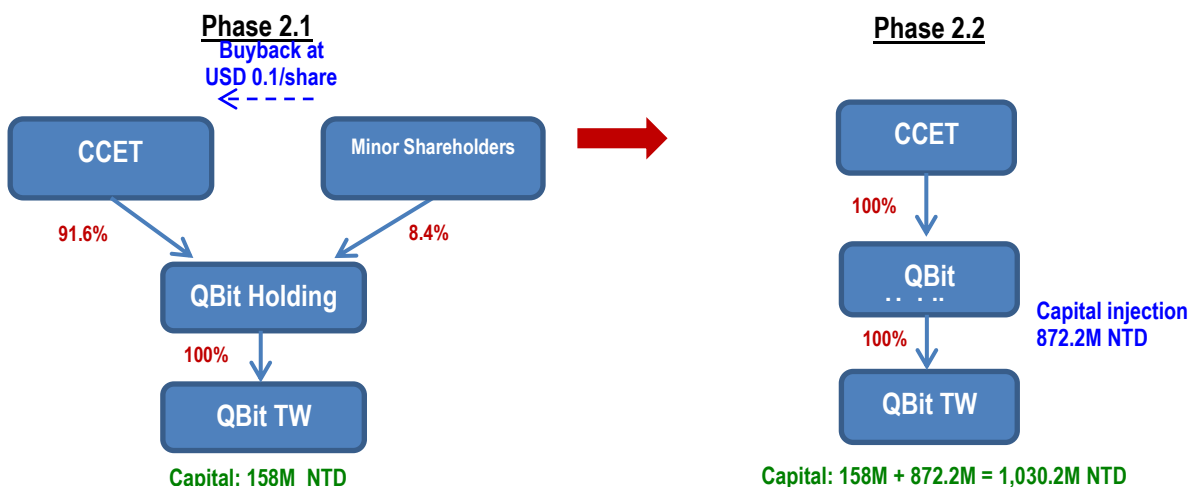 Phase 2.1
Buyback at
USD 0.1/share
CCET
Minor Shareholders
91.6%
8.4%
QBit Holding
100%
QBit TW
Capital: 158M NTD
Phase 2.2
CCET
100%
QBit
Capital injection
872.2M NTD
100%
QBit TW
Capital: 158M + 872.2M = 1,030.2M NTD